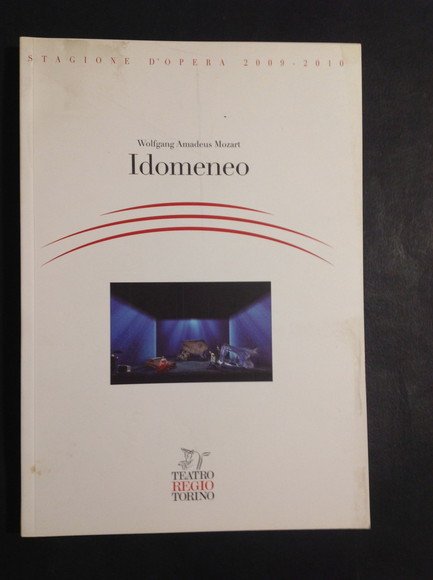 STAGIONE D'OPERA 2009-2010
Wolfgang Amadeus Mozart
Idomeneo
TEATRO
REGIO
TORINO